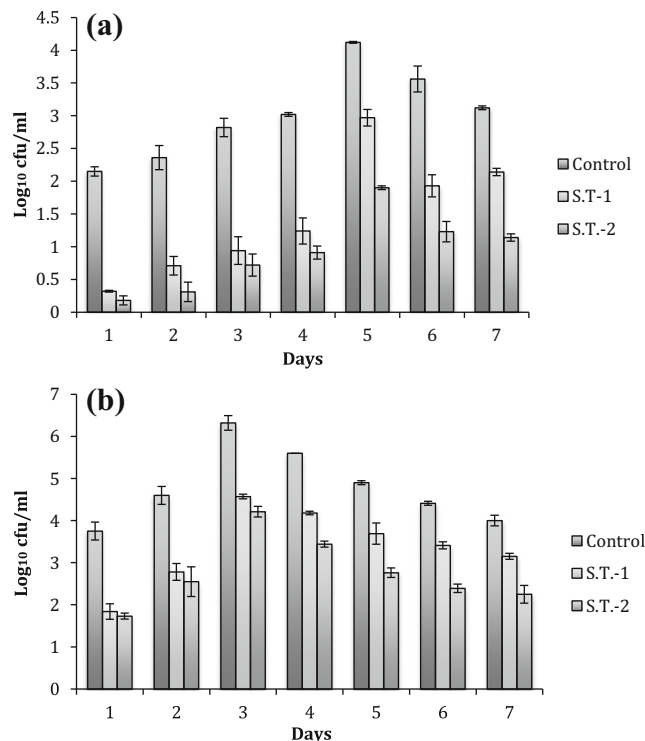 (a)
Log10 cfu/ml
4.5
4
3.5
3
2.5
2
1.5
1
0.5
0
1 2 3 4 5 6 7
Days
Control
S.T-1
S.T.-2
(b)
Log10 cfu/ml
7
6
5
4
3
2
1
0
1 2 3 4 5 6 7
Days
Control
S.T.-1
S.T.-2